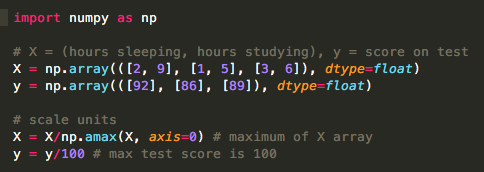 import numpy as np
# X = (hours sleeping, hours studying), y = score on test
X = np.array(([2, 9], [1, 5], [3, 6]), dtype=float)
y = np.array(([92], [86], [89]), dtype=float)
# scale units
X = X/np.amax(X, axis=0) # maximum of X array
y = y/100 # max test score is 100